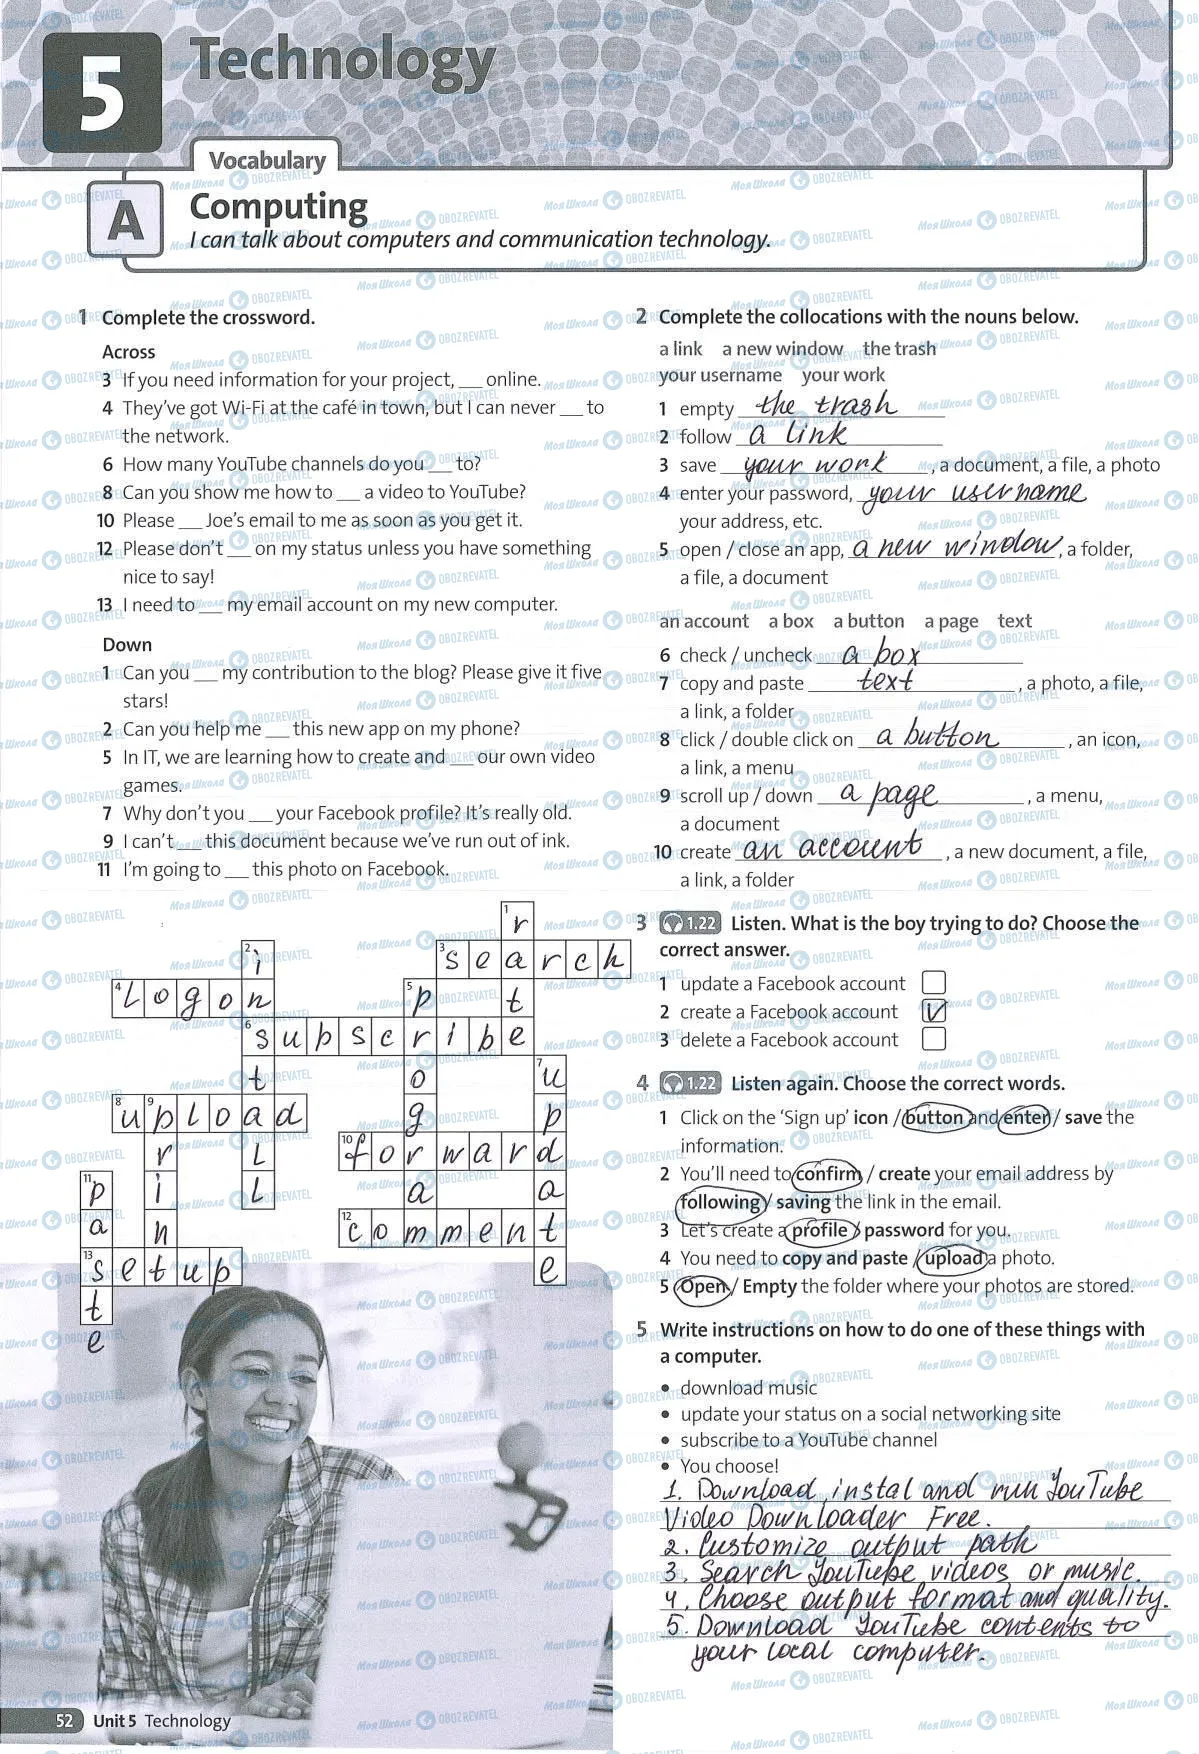 5
Technology
Vocabulary
A
Computing
I can talk about computers and communication technology.
1 Complete the crossword.
Across
3 If you need information for your project, __ online.
4 They've got Wi-Fi at the café in town, but I can never __ to
the network.
6 How many YouTube channels do you __ to?
8 Can you show me how to __ a video to YouTube?
10 Please __ Joe's email to me as soon as you get it.
12 Please don't __ on my status unless you have something
nice to say!
13 I need to __ my email account on my new computer.
Down
1 Can you __ my contribution to the blog? Please give it five
stars!
2 Can you help me __ this new app on my phone?
5 In IT, we are learning how to create and __ our own video
games.
7 Why don't you __ your Facebook profile? It's really old.
9 I can't __ this document because we've run out of ink.
11 I'm going to __ this photo on Facebook.
1 rate
2 install
3 search
4 Logon
5 program
6 subscribe
7 update
8 upload
9 print
10 forward
11 paste
12 comment
13 setup
2 Complete the collocations with the nouns below.
a link a new window the trash
your username your work
1 empty the trash
2 follow a link
3 save your work, a document, a file, a photo
4 enter your password, your username
your address, etc.
5 open / close an app, a new window, a folder,
a file, a document
an account a box a button a page text
6 check / uncheck a box
7 copy and paste text, a photo, a file,
a link, a folder
8 click / double click on a button, an icon,
a link, a menu
9 scroll up / down a page, a menu,
a document
10 create an account, a new document, a file,
a link, a folder
3 1.22 Listen. What is the boy trying to do? Choose the
correct answer.
1 update a Facebook account
2 create a Facebook account V
3 delete a Facebook account
4 1.22 Listen again. Choose the correct words.
1 Click on the 'Sign up' icon / button and enter / save the
information.
2 You'll need to confirm / create your email address by
following / saving the link in the email.
3 Let's create a profile / password for you.
4 You need to copy and paste / upload a photo.
5 Open / Empty the folder where your photos are stored.
5 Write instructions on how to do one of these things with
a computer.
• download music
• update your status on a social networking site
• subscribe to a YouTube channel
• You choose!
1. Download, instal and run YouTube
Video Downloader Free.
2. Customize output path
3. Search YouTube videos or music.
4. Choose output format and quality.
5. Download YouTube contents to
your local computer.
52 Unit 5 Technology
Моя Школа OBOZREVATEL